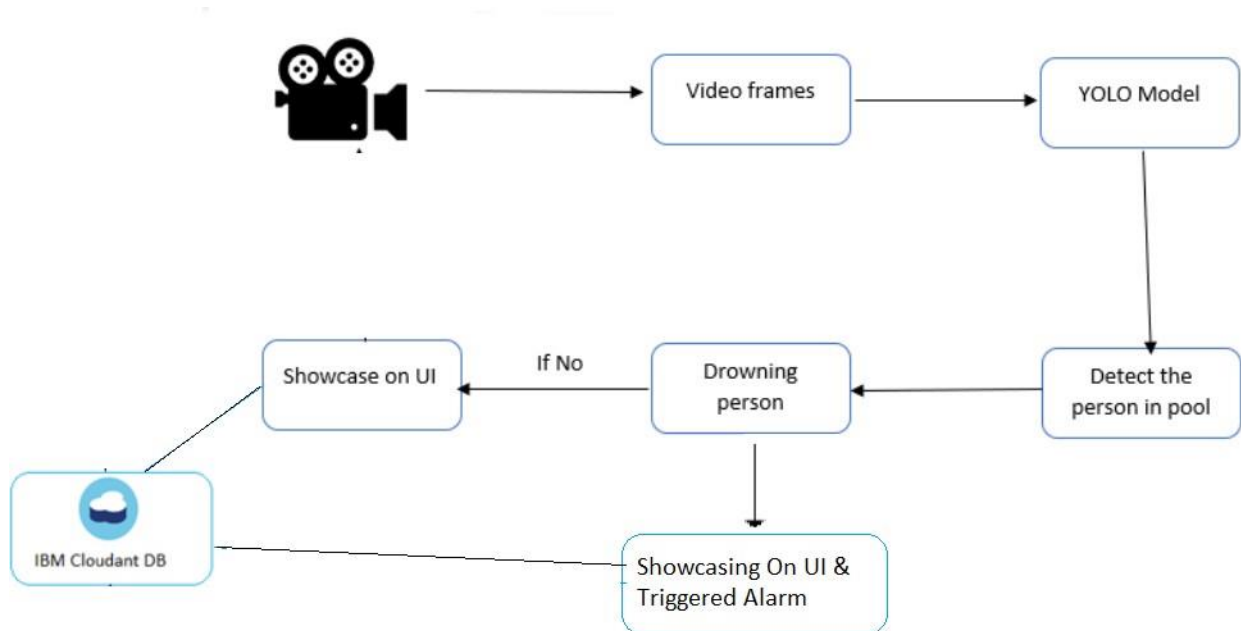 Video frames
YOLO Model
Showcase on UI
If No
Drowning
person
Detect the
person in pool
IBM Cloudant DB
Showcasing On UI &
Triggered Alarm